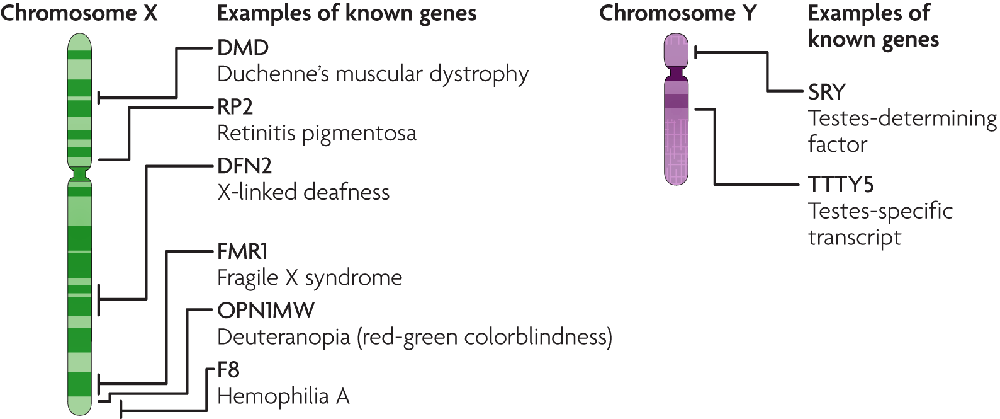 Chromosome X
Examples of known genes
DMD
Duchenne's muscular dystrophy
RP2
Retinitis pigmentosa
DFN2
X-linked deafness
FMR1
Fragile X syndrome
OPN1MW
Deuteranopia (red-green colorblindness)
F8
Hemophilia A
Chromosome Y
Examples of
known genes
SRY
Testes-determining
factor
TTTY5
Testes-specific
transcript